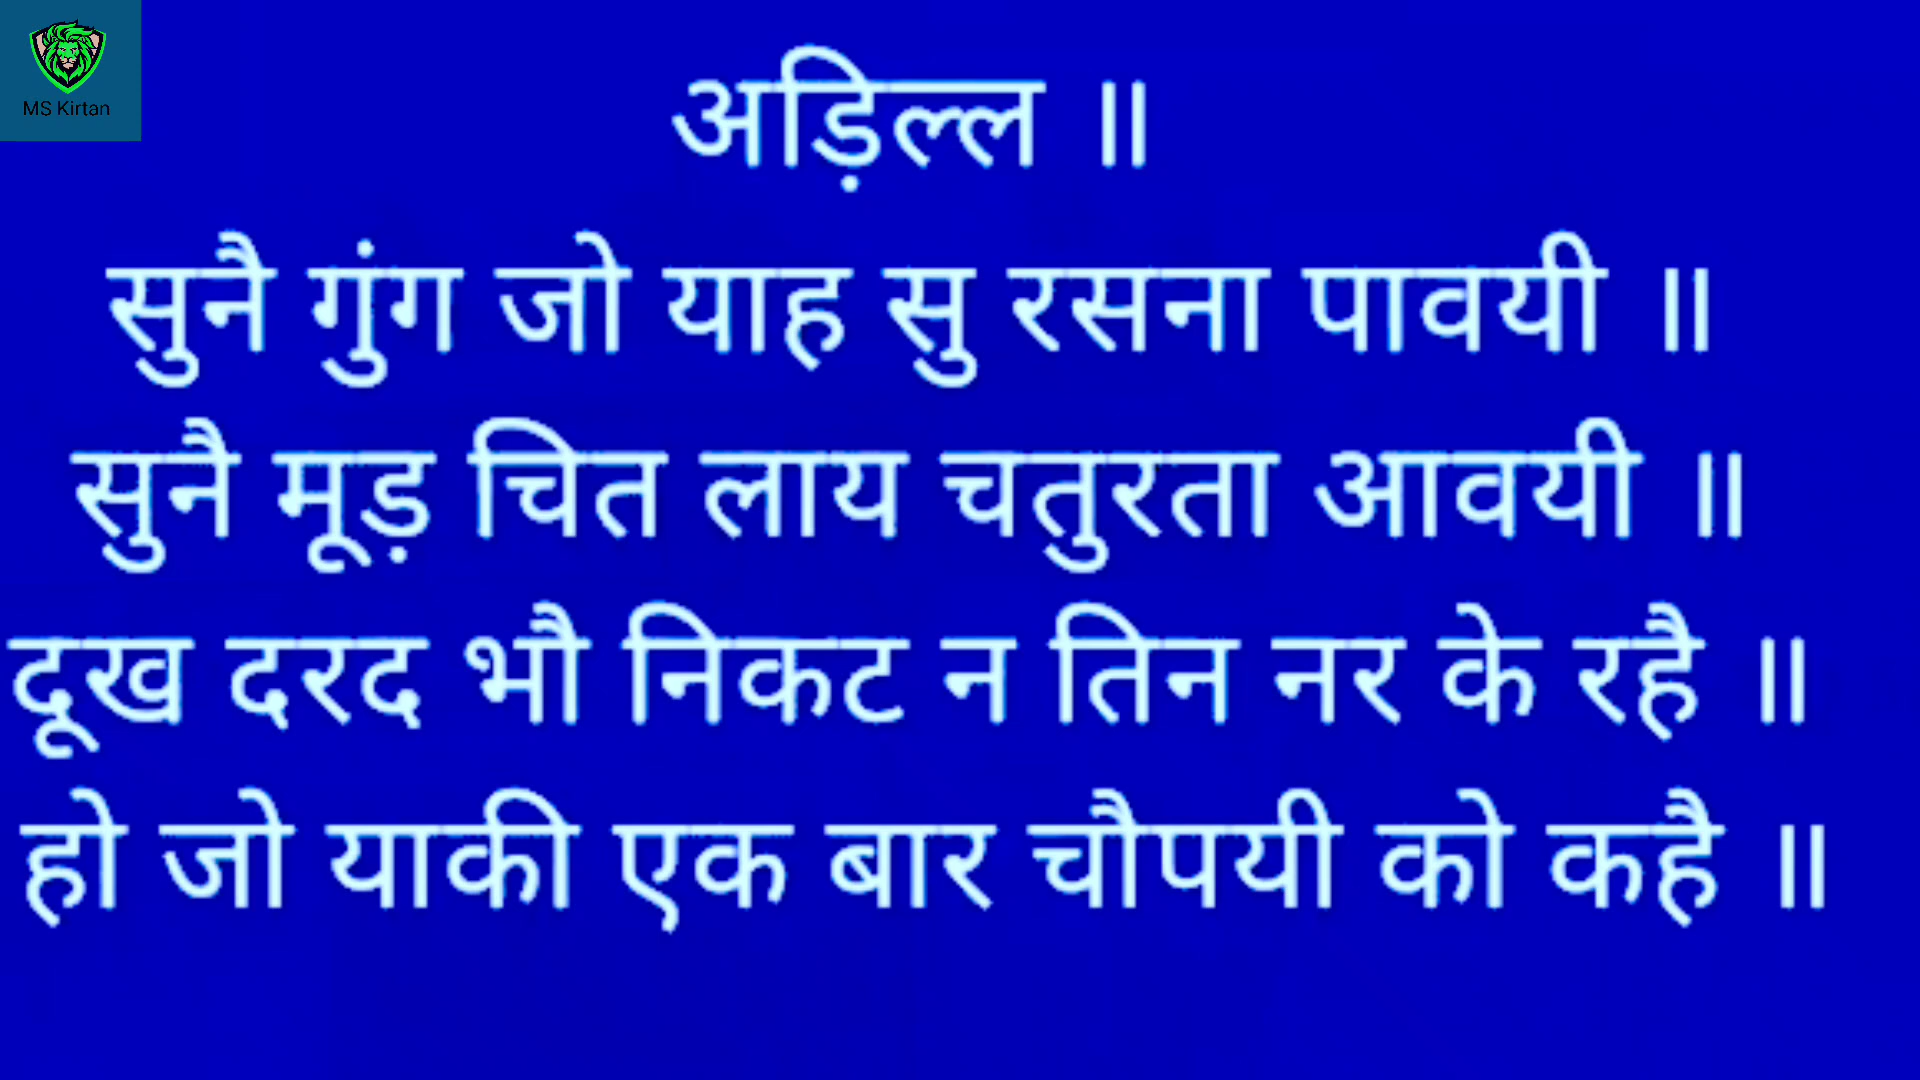 MS Kirtan
अड़िल्ल ॥
सुनै गुंग जो याह सु रसना पावयी ॥
सुनै मूड़ चित लाय चतुरता आवयी ॥
दूख दरद भौ निकट न तिन नर के रहै ॥
हो जो याकी एक बार चौपयी को कहै ॥